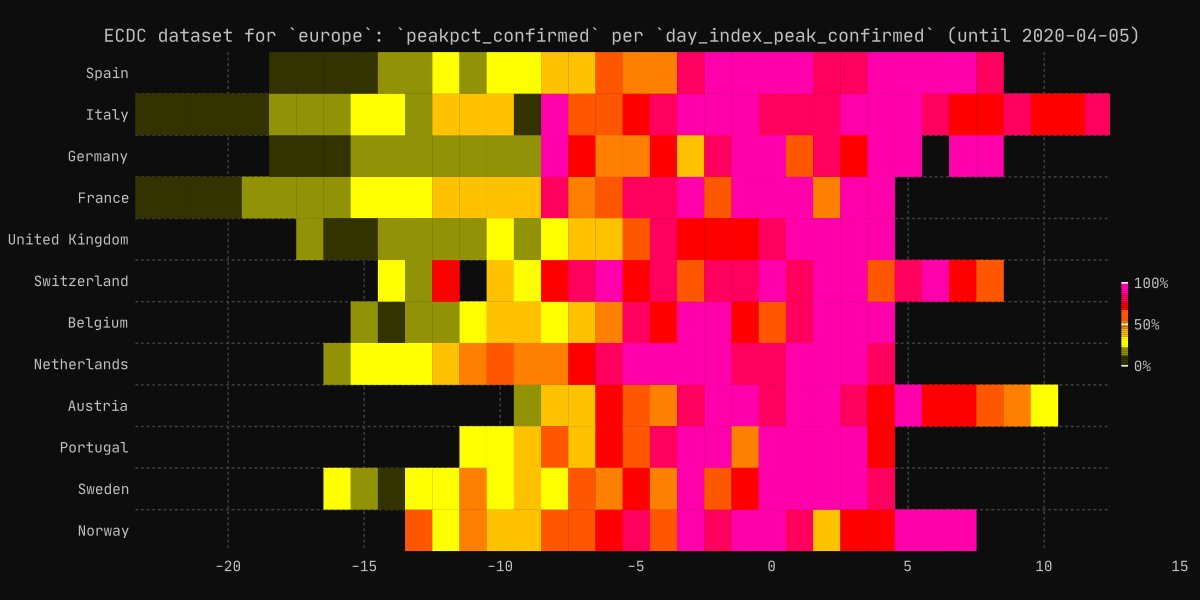 ECDC dataset for `europe`: `peakpct_confirmed` per `day_index_peak_confirmed` (until 2020-04-05)
Spain
Italy
Germany
France
United Kingdom
Switzerland
Belgium
Netherlands
Austria
Portugal
Sweden
Norway
100%
50%
0%
-20
-15
-10
-5
0
5
10
15